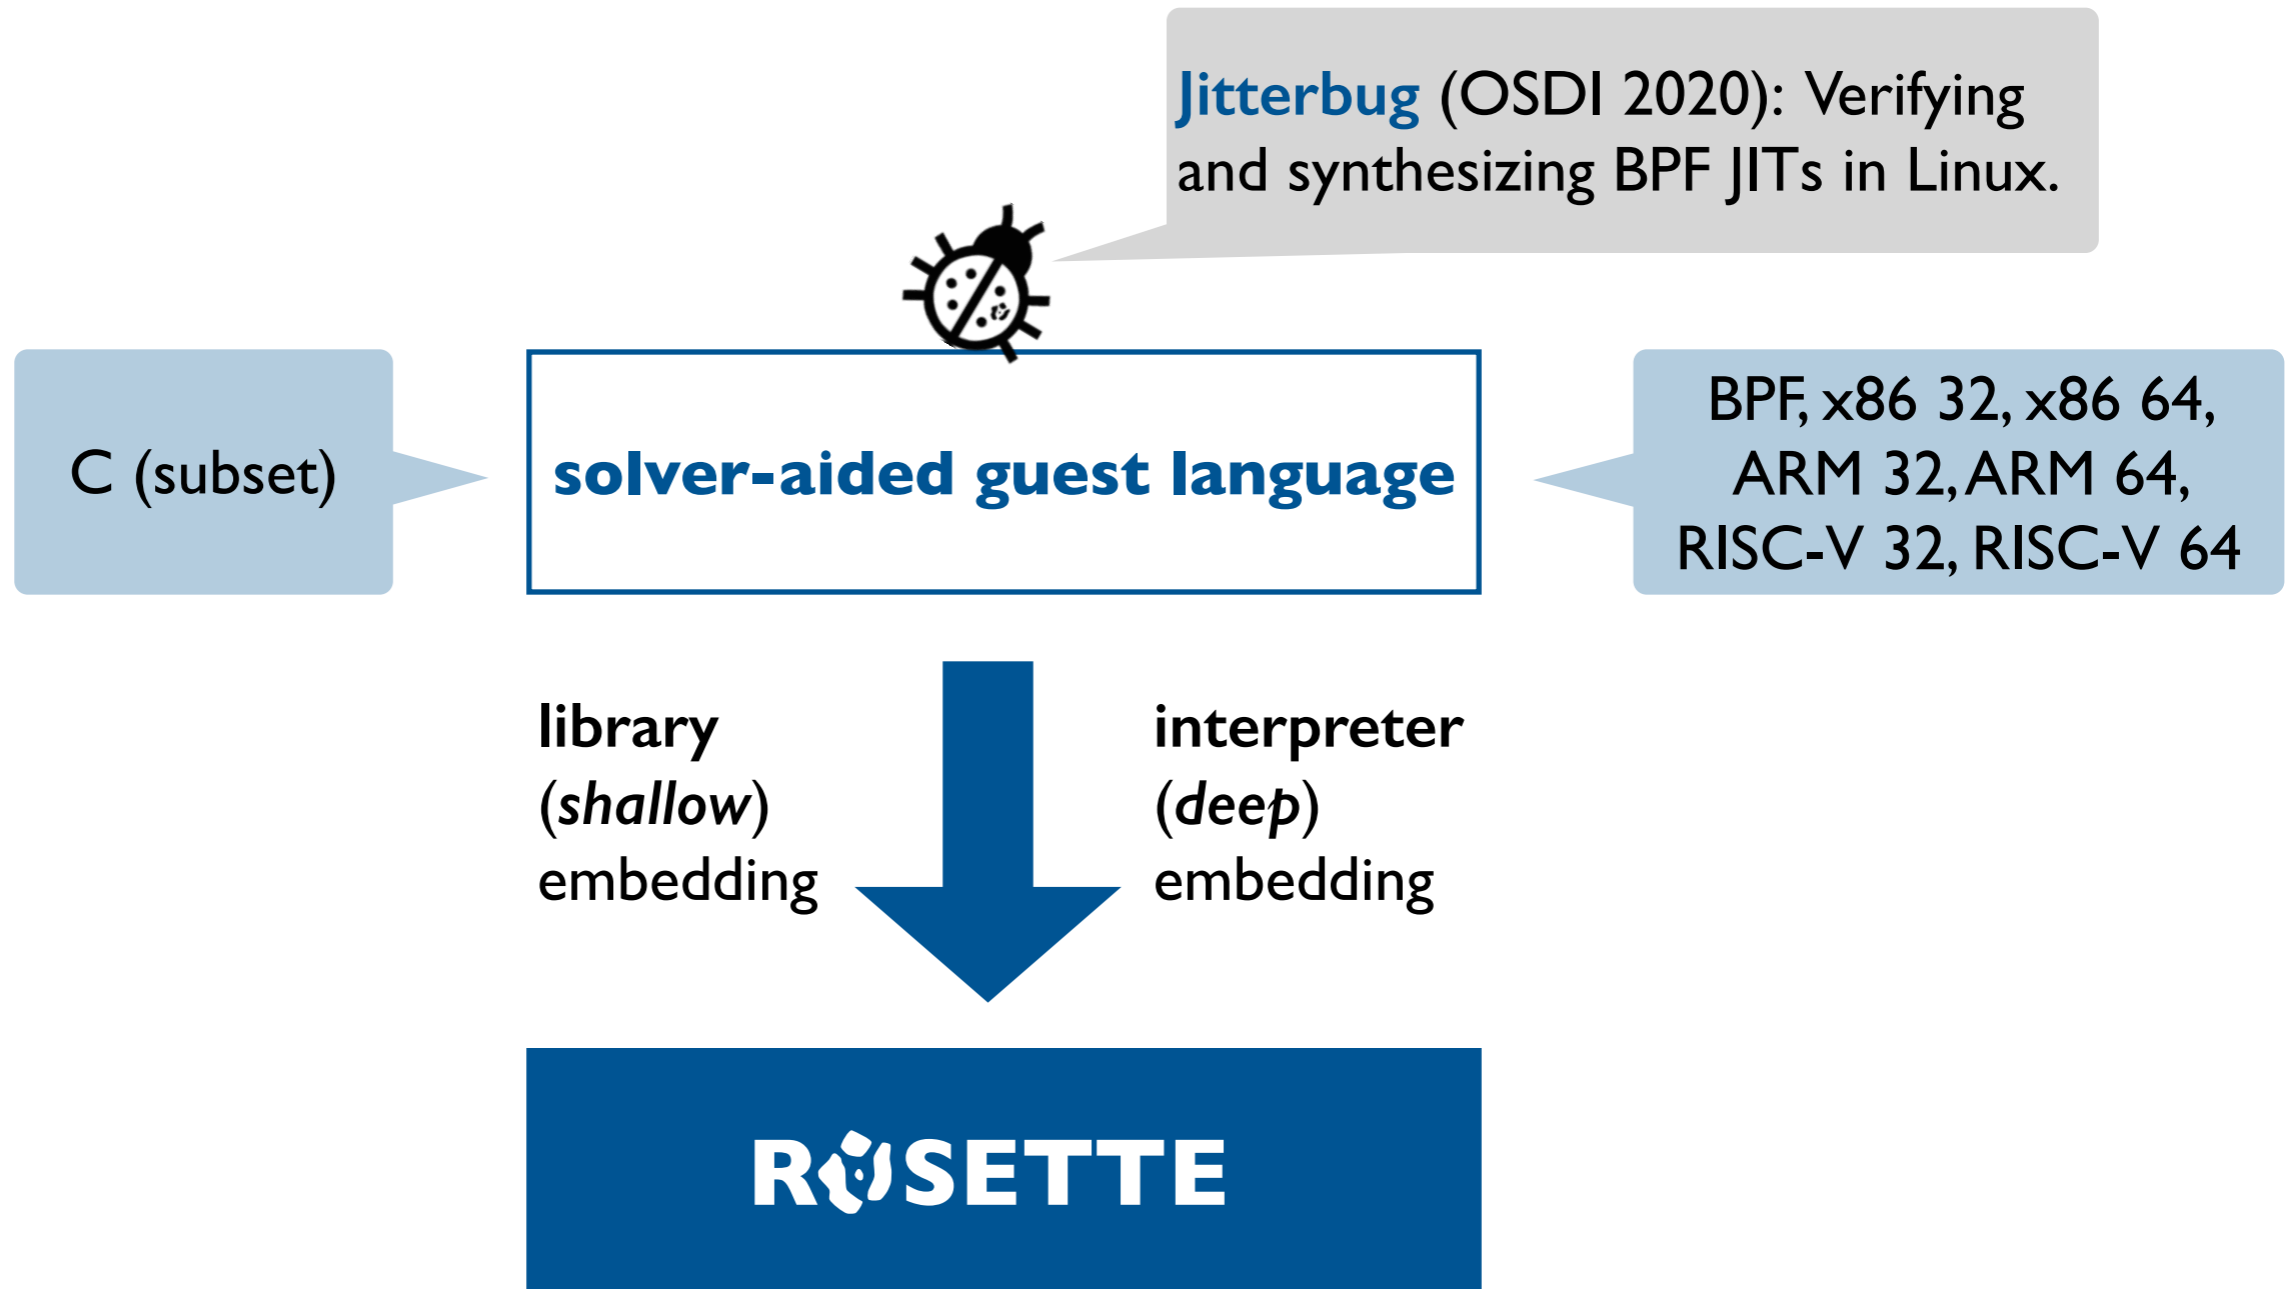 Jitterbug (OSDI 2020): Verifying
and synthesizing BPF JITs in Linux.
C (subset)
solver-aided guest language
BPF, x86 32, x86 64,
ARM 32, ARM 64,
RISC-V 32, RISC-V 64
library
(shallow)
embedding
interpreter
(deep)
embedding
ROSETTE